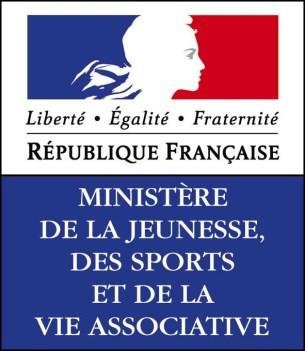 Liberté • Égalité • Fraternité
RÉPUBLIQUE FRANÇAISE
MINISTÈRE
DE LA JEUNESSE,
DES SPORTS
ET DE LA
VIE ASSOCIATIVE